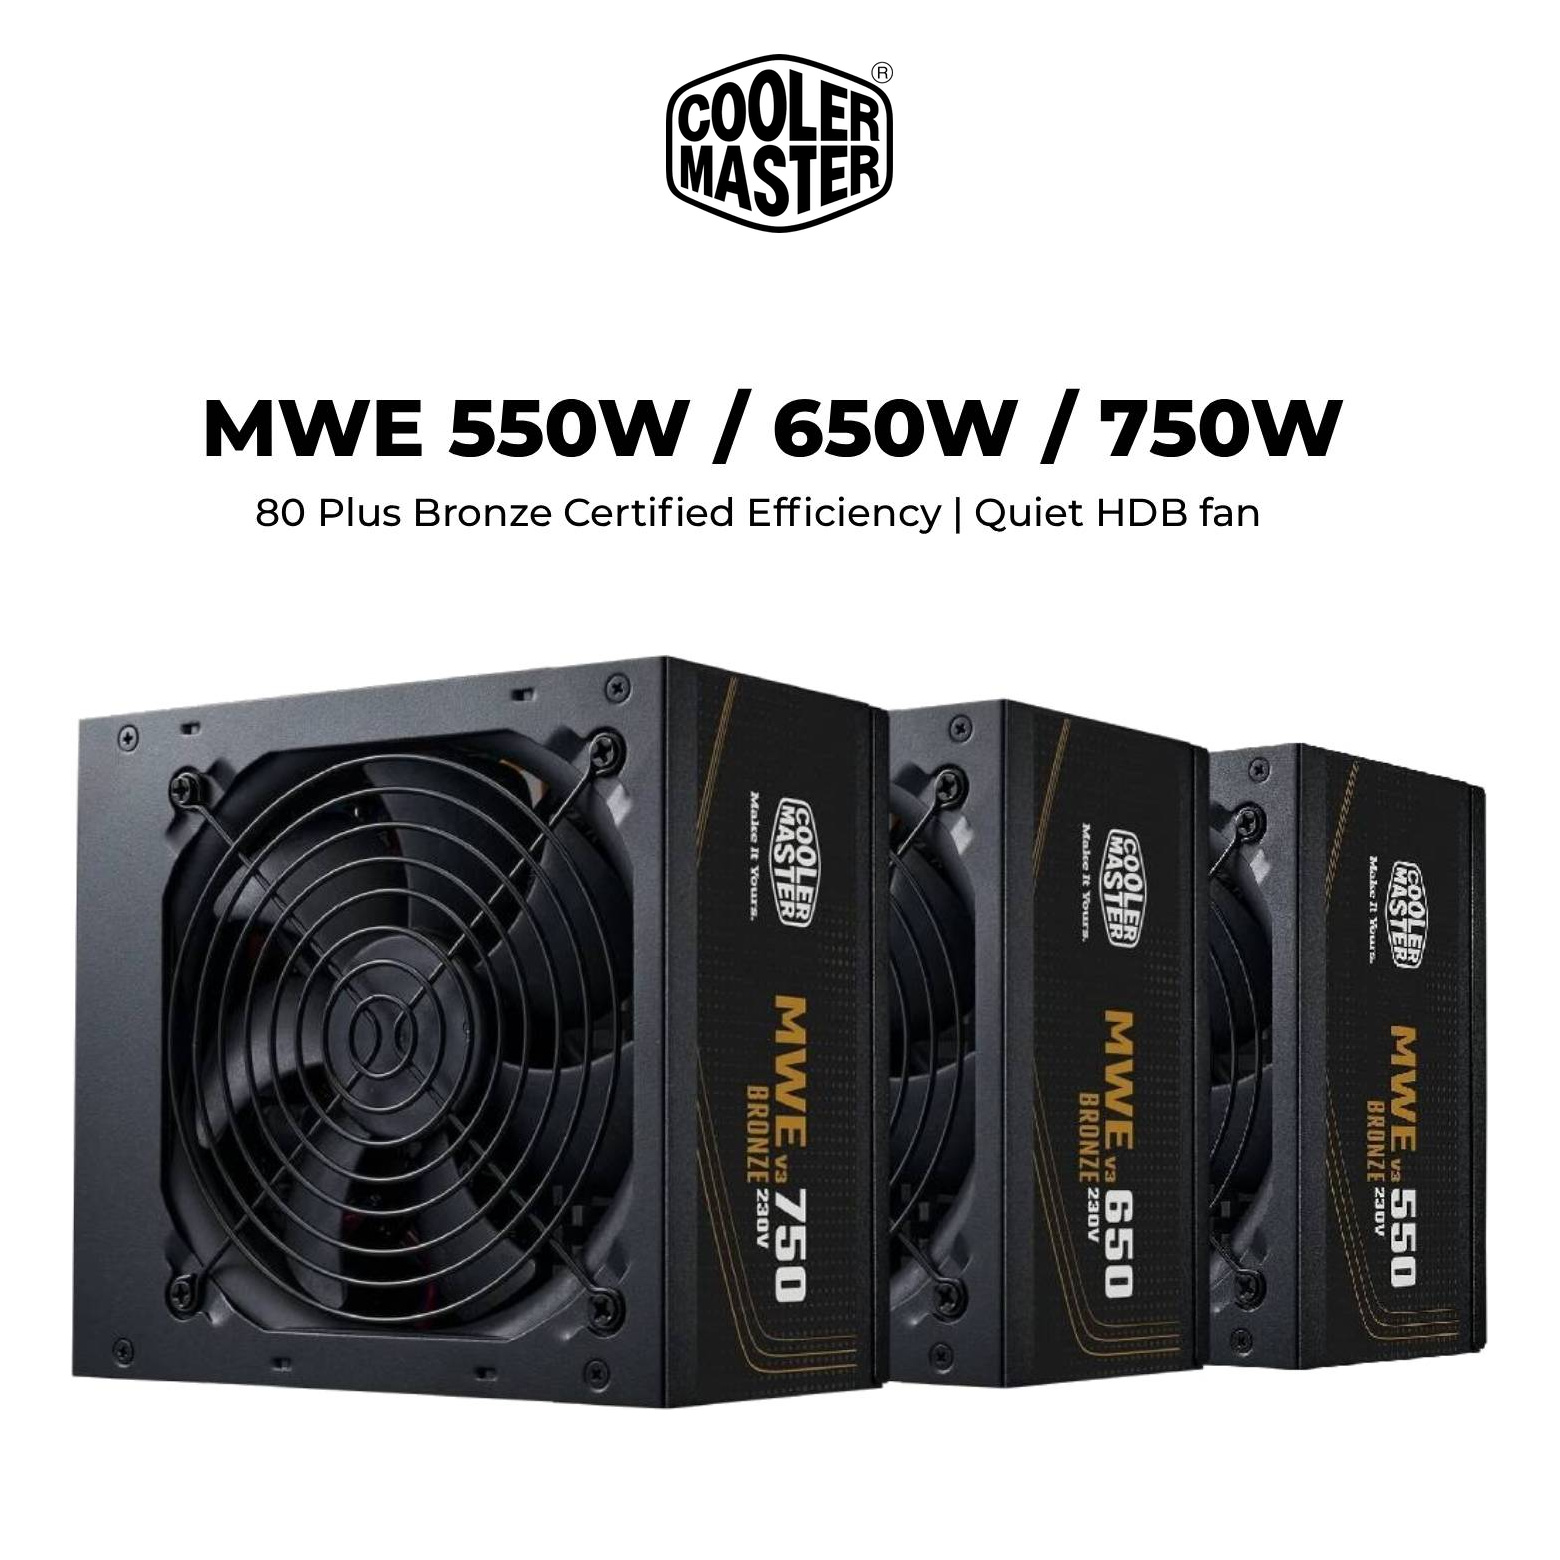 COOLER
MASTER
®
MWE 550W / 650W / 750W
80 Plus Bronze Certified Efficiency | Quiet HDB fan
COOLER
MASTER
Make It Yours.
MWE V3 750
BRONZE 230V
COOLER
MASTER
Make It Yours.
MWE V3 650
BRONZE 230V
COOLER
MASTER
Make It Yours.
MWE V3 550
BRONZE 230V